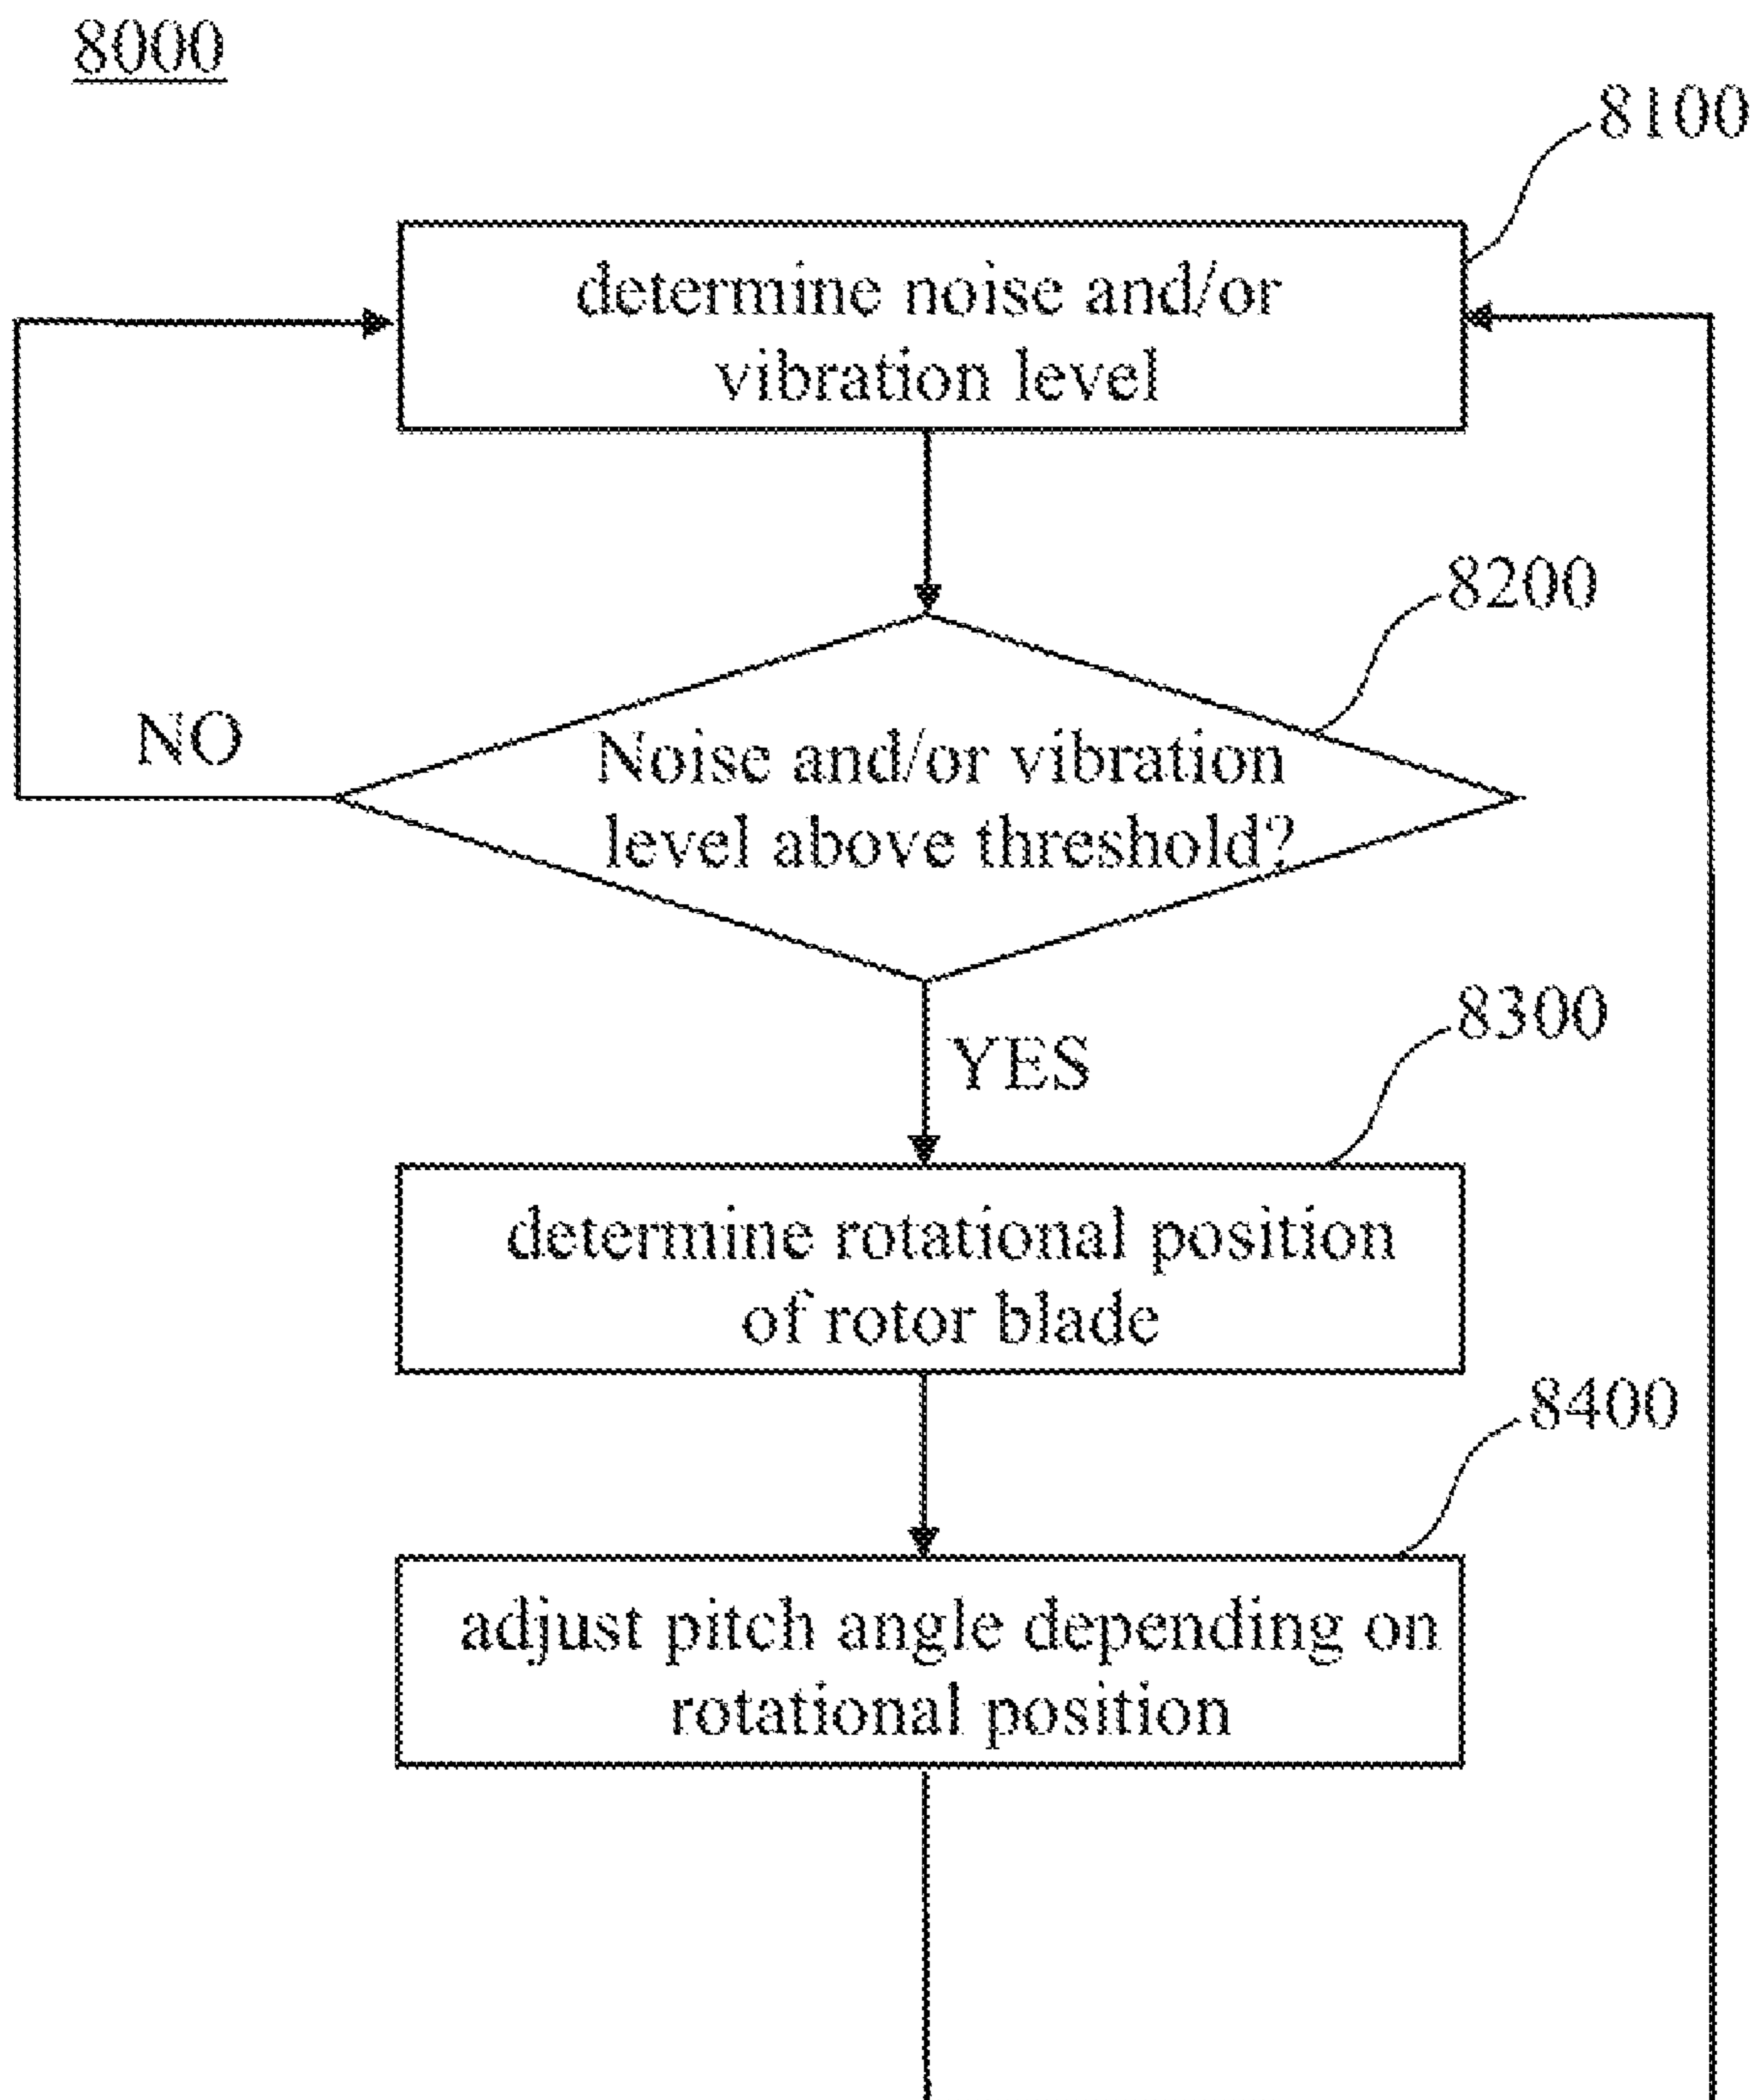 8000
8100
determine noise and/or
vibration level
8200
NO
Noise and/or vibration
level above threshold?
8300
YES
determine rotational position
of rotor blade
8400
adjust pitch angle depending on
rotational position